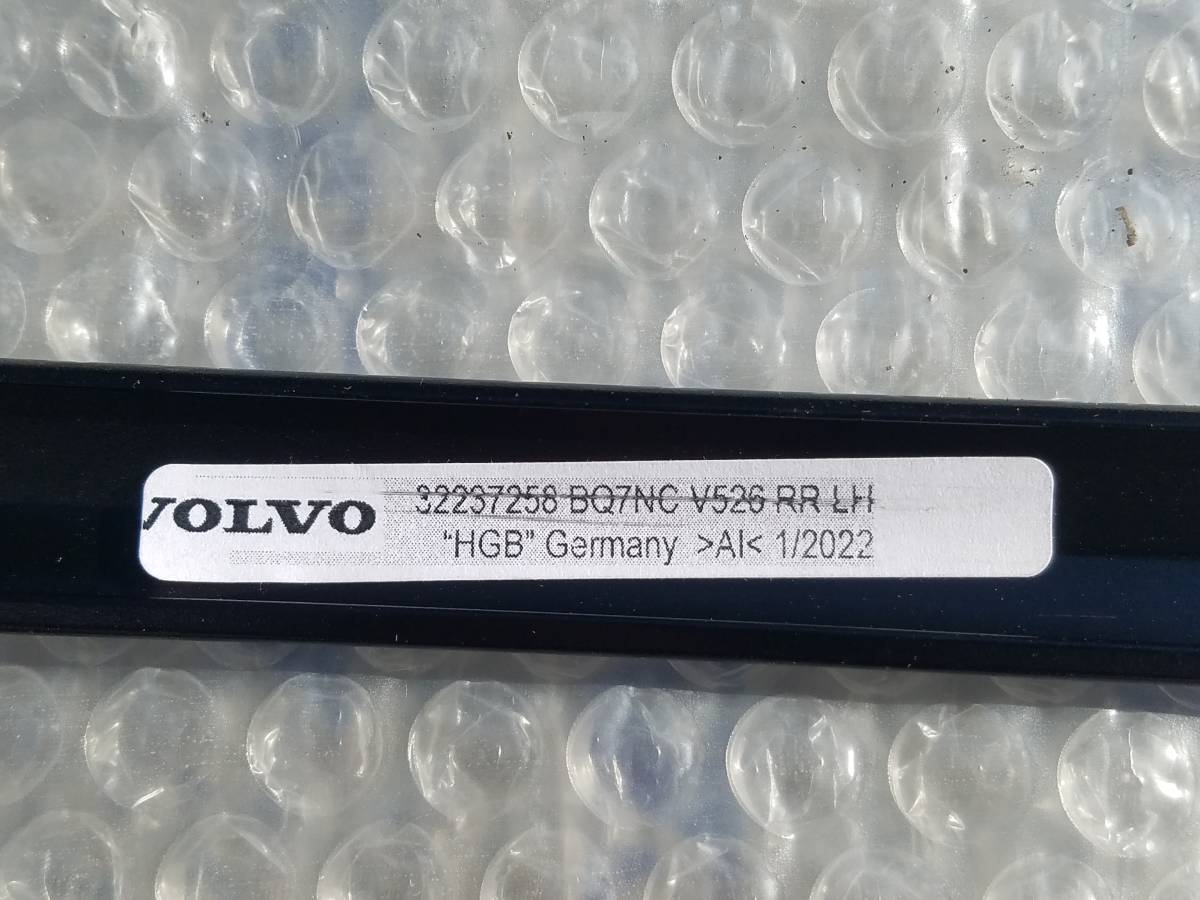 VOLVO
32237258 BQ7NC V526 RR LH
"HGB" Germany >Al< 1/2022